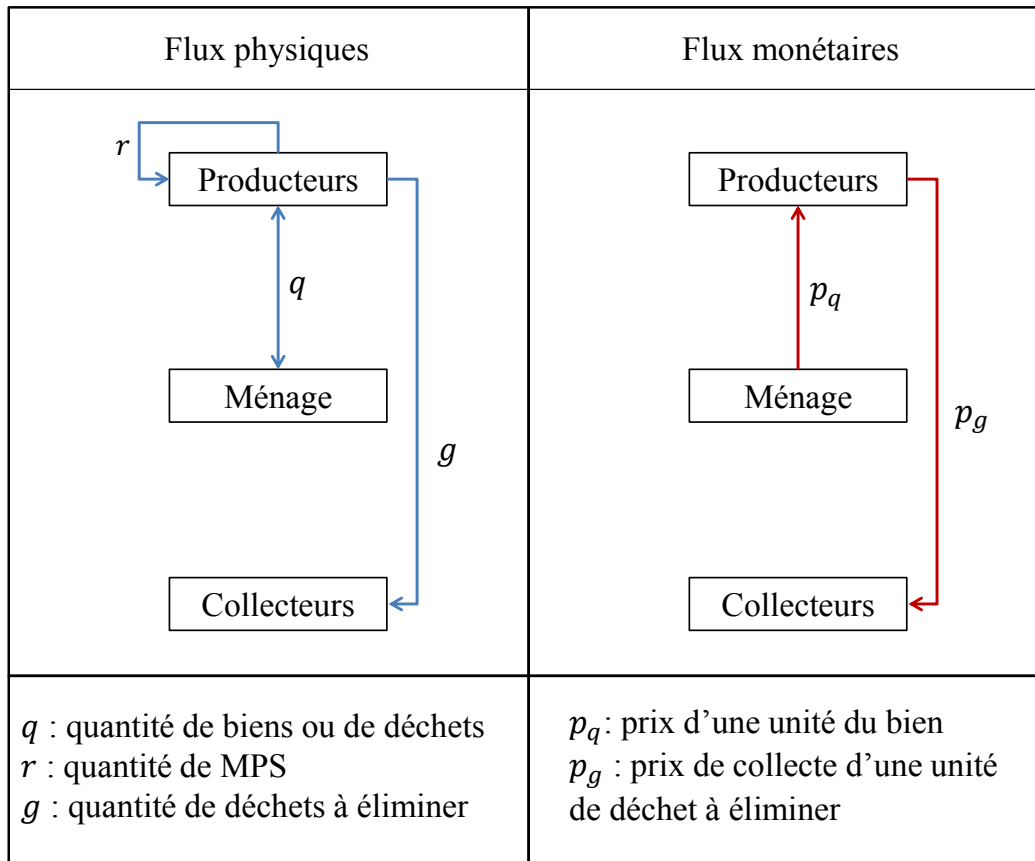 Flux physiques
Flux monétaires
r
Producteurs
q
Ménage
g
Collecteurs
Producteurs
p_q
Ménage
p_g
Collecteurs
q : quantité de biens ou de déchets
r : quantité de MPS
g : quantité de déchets à éliminer
p_q: prix d’une unité du bien
p_g : prix de collecte d’une unité
de déchet à éliminer